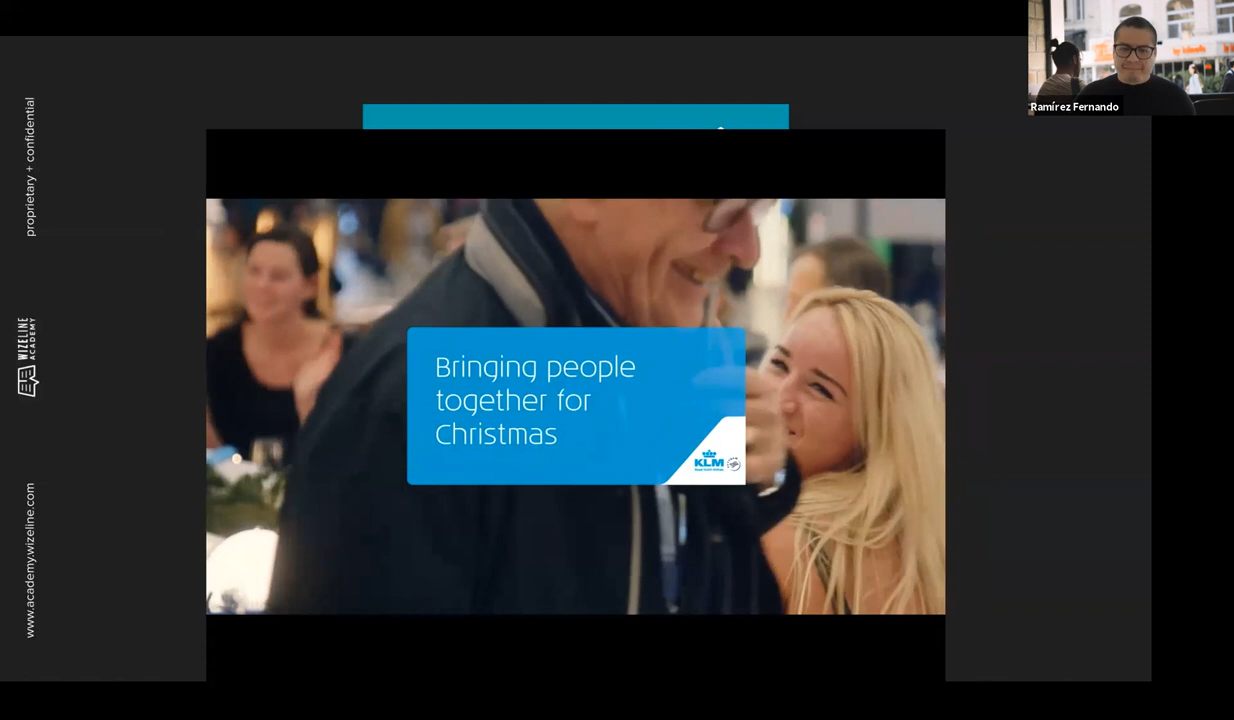 proprietary + confidential
WIZELINE
ACADEMY
www.academy.wizeline.com
Ramírez Fernando
Bringing people
together for
Christmas
KLM